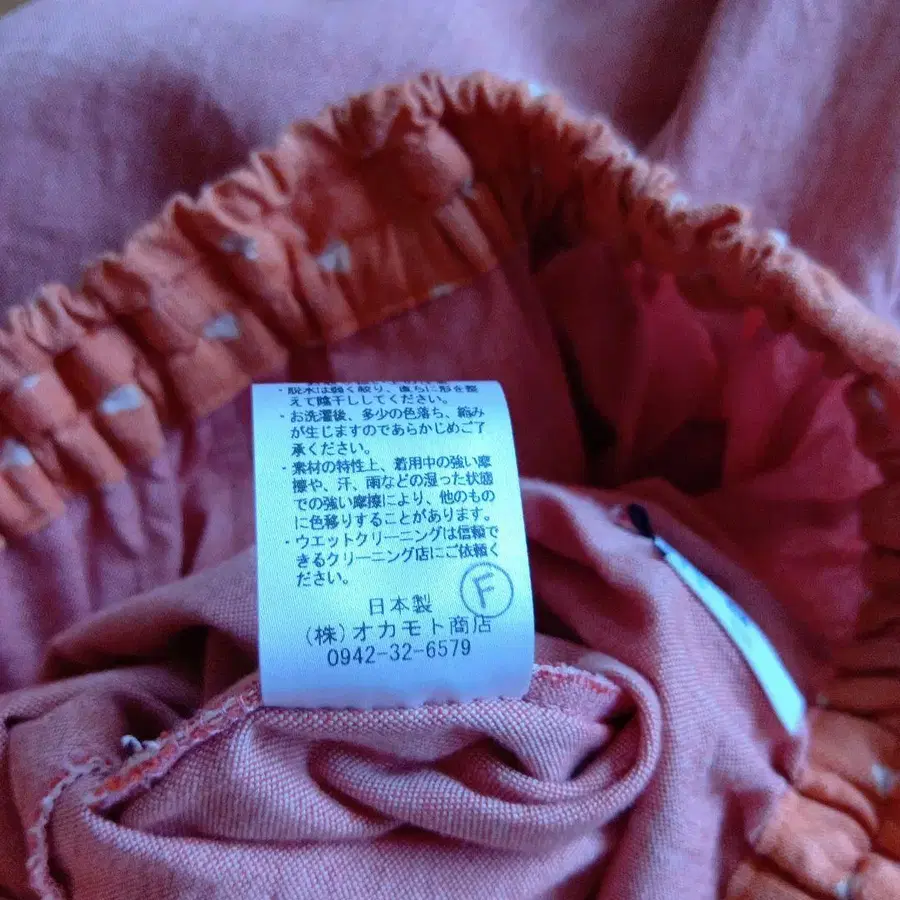 ・脱水は弱く絞り、直ちに形を整
えて陰干ししてください。
・お洗濯後、多少の色落ち、縮み
が生じますのであらかじめご了
承ください。
・素材の特性上、着用中の強い摩
擦や、汗、雨などの湿った状態
での強い摩擦により、他のもの
に色移りすることがあります。
・ウエットクリーニングは信頼で
きるクリーニング店にご依頼く
ださい。
F
日本製
(株)オカモト商店
0942-32-6579